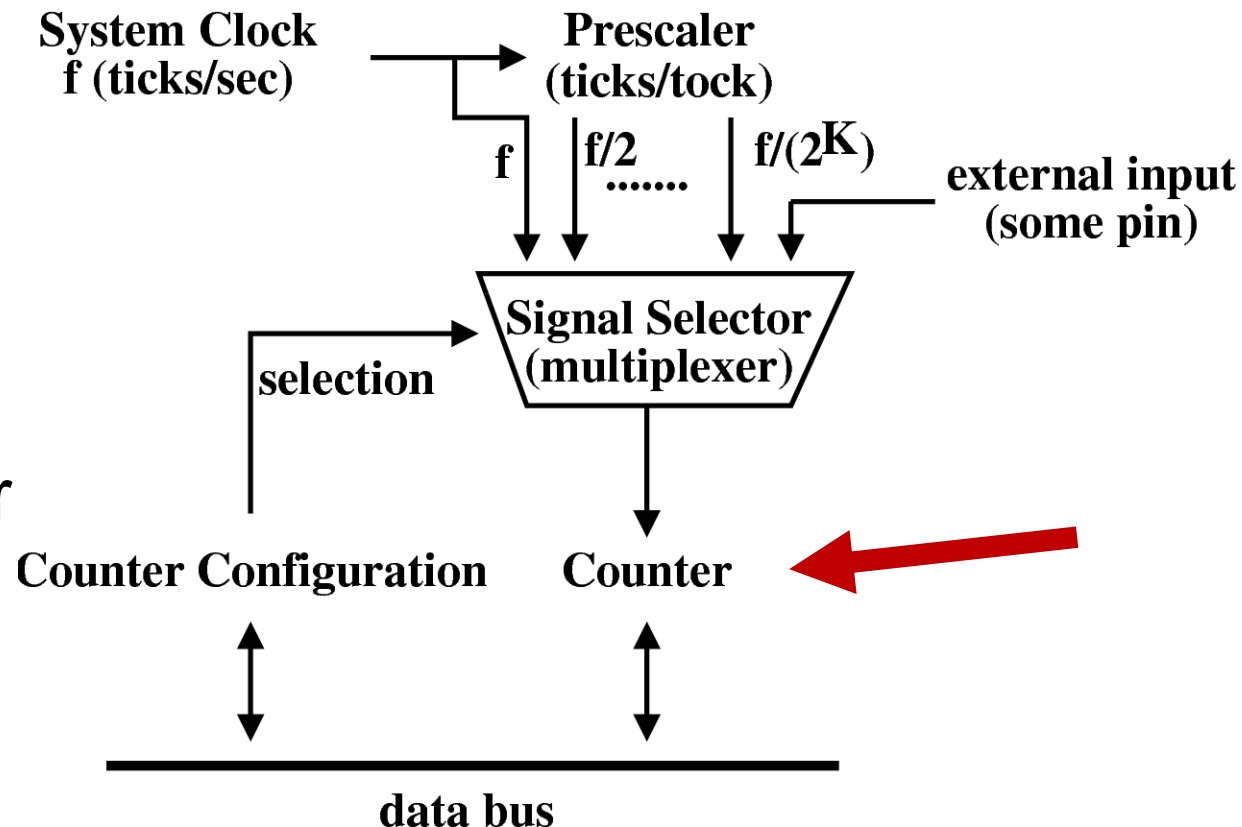 System Clock
f (ticks/sec)
Prescaler
(ticks/tock)
f
f/2
.......
f/(2^K)
external input
(some pin)
Signal Selector
(multiplexer)
selection
r
Counter Configuration
Counter
data bus